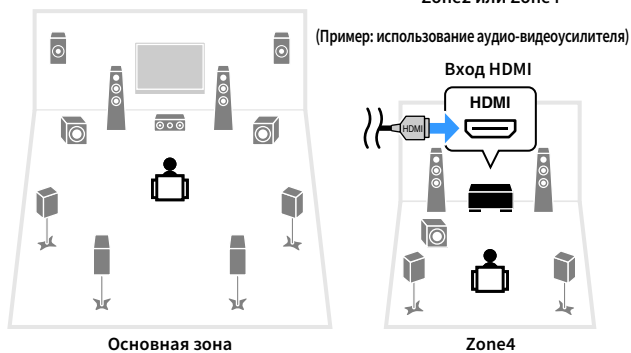 (Пример: использование аудио-видеоусилителя)
Вход HDMI
HDMI
HDMI
Основная зона
Zone4